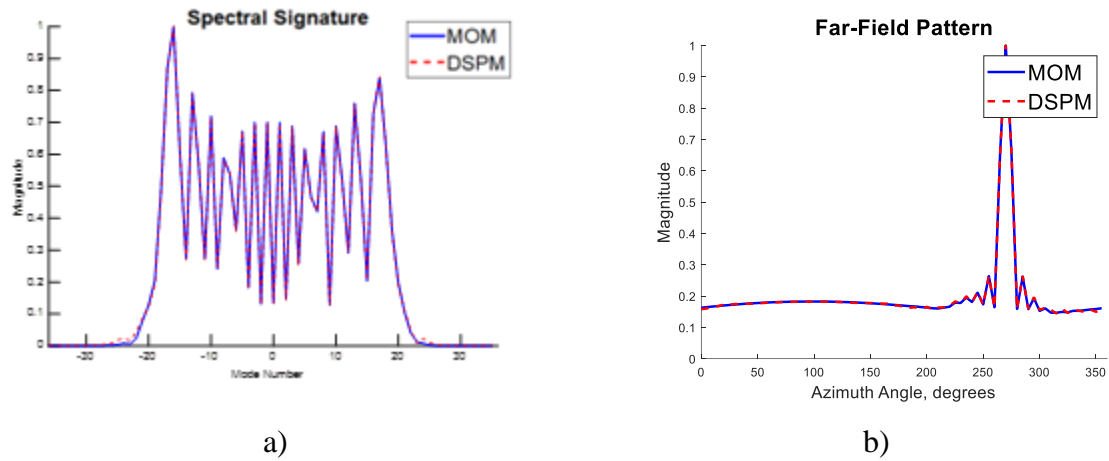 Spectral Signature
MOM
DSPM
1
0.9
0.8
0.7
0.6
0.5
0.4
0.3
0.2
0.1
0
Magnitude
-30 -20 -10 0 10 20 30
Mode Number
a)
Far-Field Pattern
MOM
DSPM
1
0.9
0.8
0.7
0.6
0.5
0.4
0.3
0.2
0.1
0
Magnitude
0 50 100 150 200 250 300 350
Azimuth Angle, degrees
b)